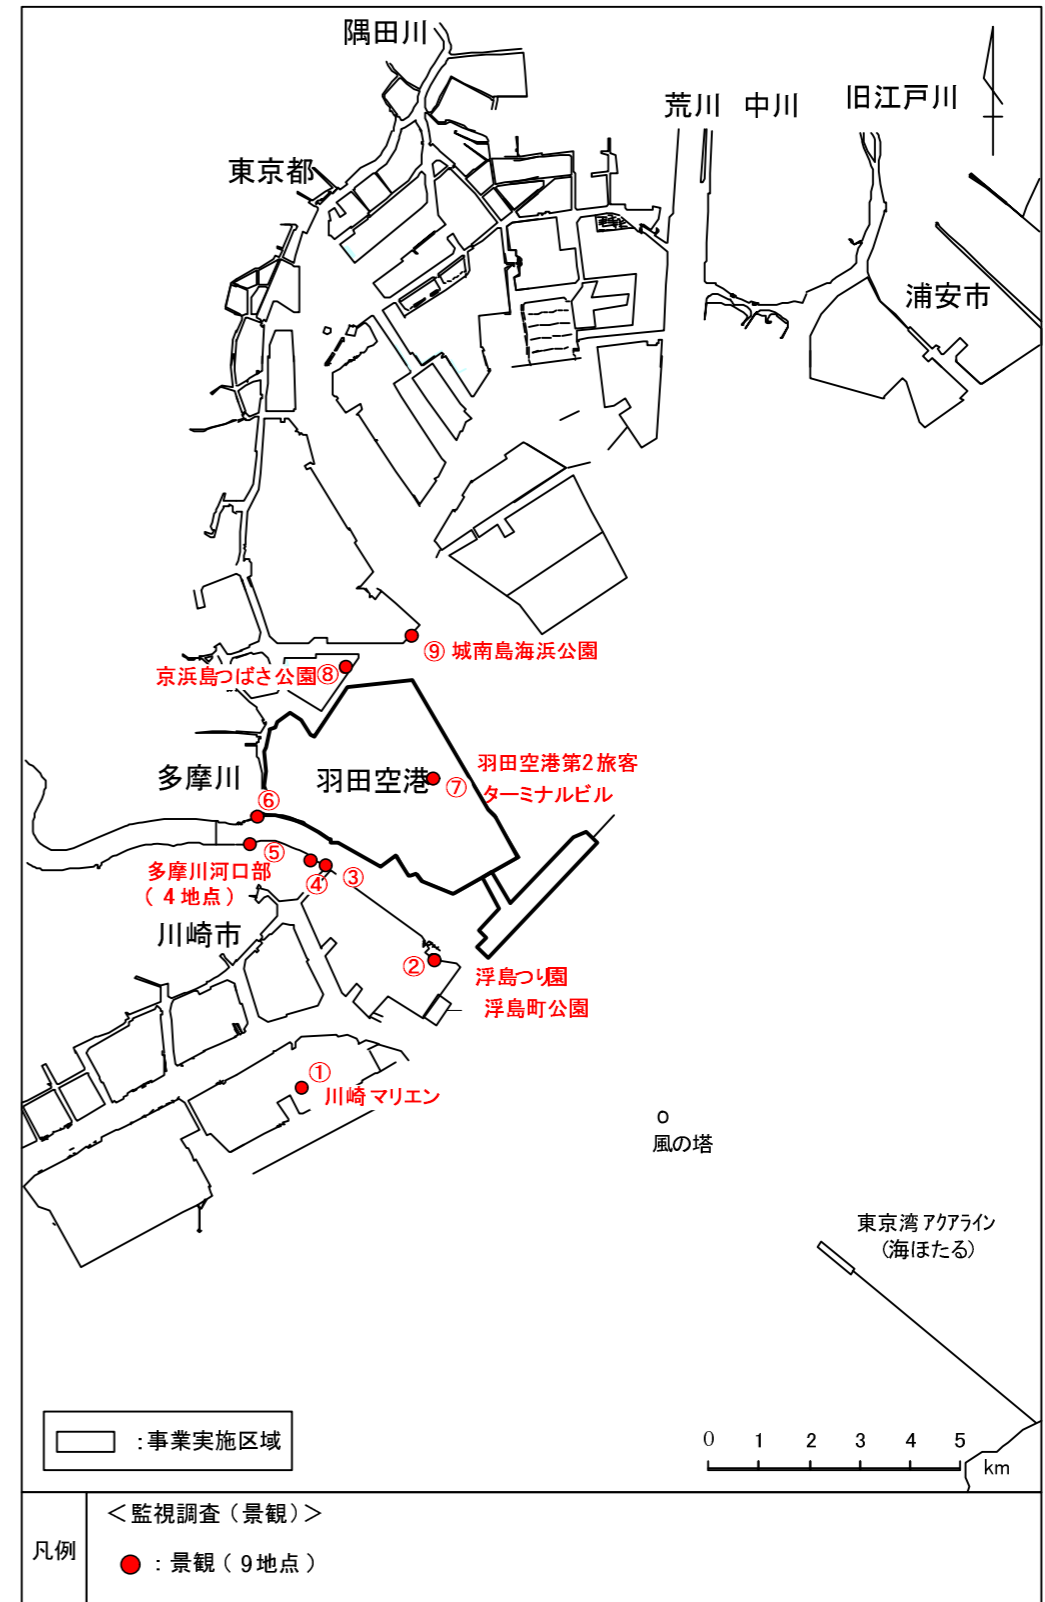 隅田川
荒川
中川
旧江戸川
東京都
浦安市
⑨
城南島海浜公園
京浜島つばさ公園
⑧
多摩川
羽田空港
⑦
羽田空港第2旅客
ターミナルビル
⑥
⑤
④
③
多摩川河口部
（４地点）
川崎市
②
浮島つり園
浮島町公園
①
川崎マリエン
風の塔
東京湾アクアライン
(海ほたる)
：事業実施区域
0 1 2 3 4 5
km
凡例
＜監視調査（景観）＞
：景観（9地点）